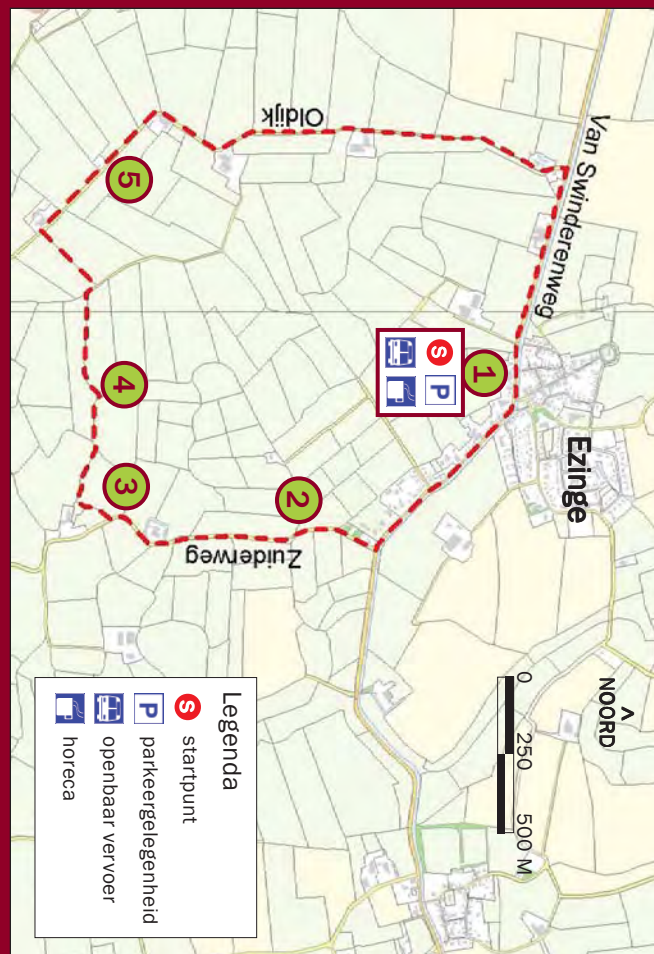 Van Swinderenweg
Oldijk
Ezinge
Zuiderweg
1
S
P
2
3
4
5
^
NOORD
0
250
500 M
Legenda
S startpunt
P parkeergelegenheid
openbaar vervoer
horeca